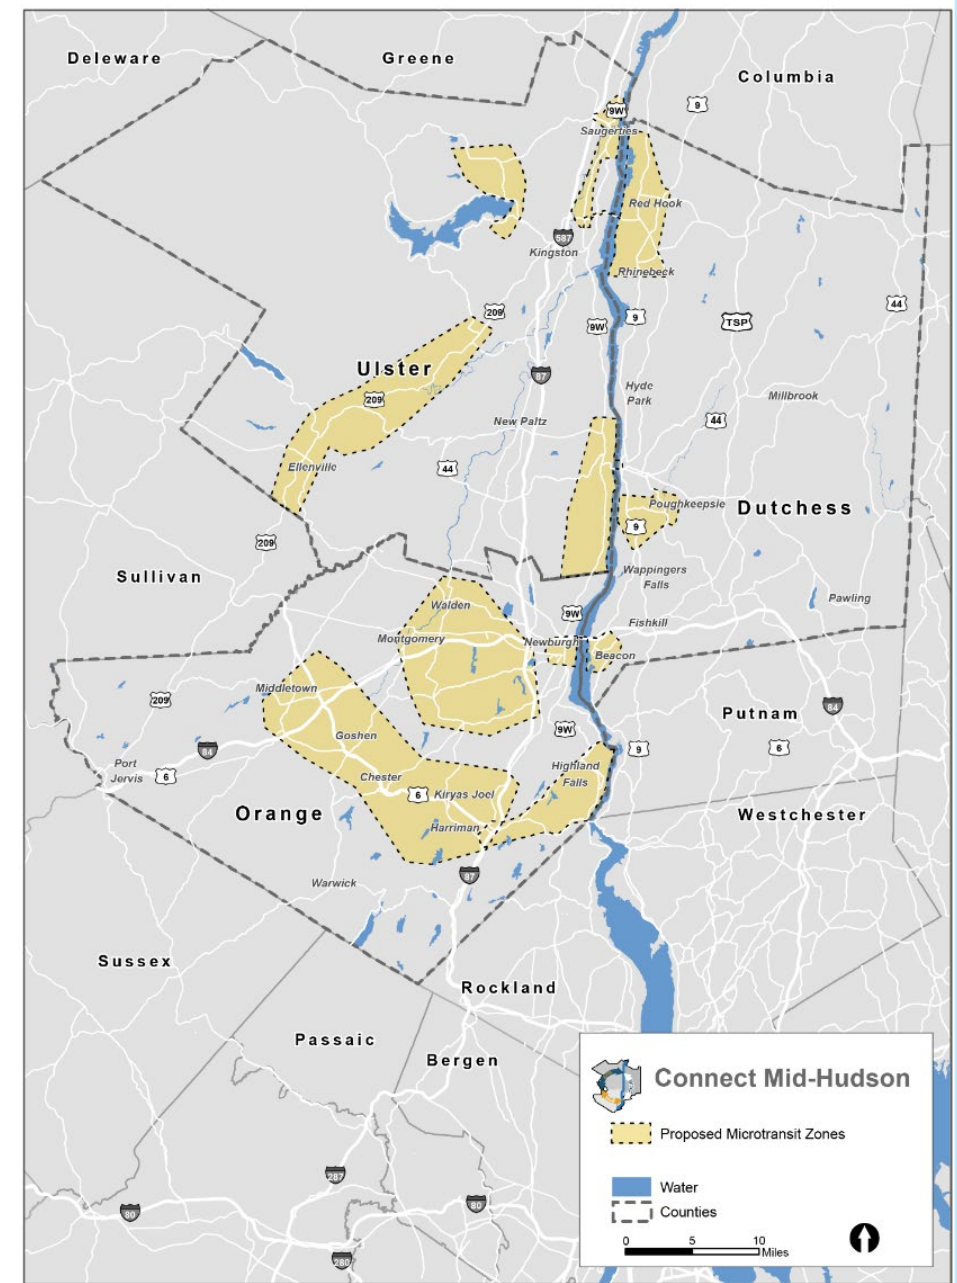 Deleware
Greene
Columbia
9
9W
Saugerties
Red Hook
587
Kingston
Rhinebeck
209
9W
9
TSP
44
Ulster
87
209
Hyde
Park
Millbrook
New Paltz
44
Ellenville
44
Poughkeepsie
Dutchess
9
209
Sullivan
Wappingers
Falls
Pawling
Walden
9W
Fishkill
Montgomery
Newburgh
Beacon
Middletown
209
Putnam
84
Goshen
9W
9
6
84
Port
Jervis
6
Highland
Falls
Chester
6
Kiryas Joel
Orange
Harriman
Westchester
87
Warwick
Sussex
Rockland
Passaic
Bergen
287
80
80
280
Connect Mid-Hudson
Proposed Microtransit Zones
Water
Counties
0 5 10
Miles